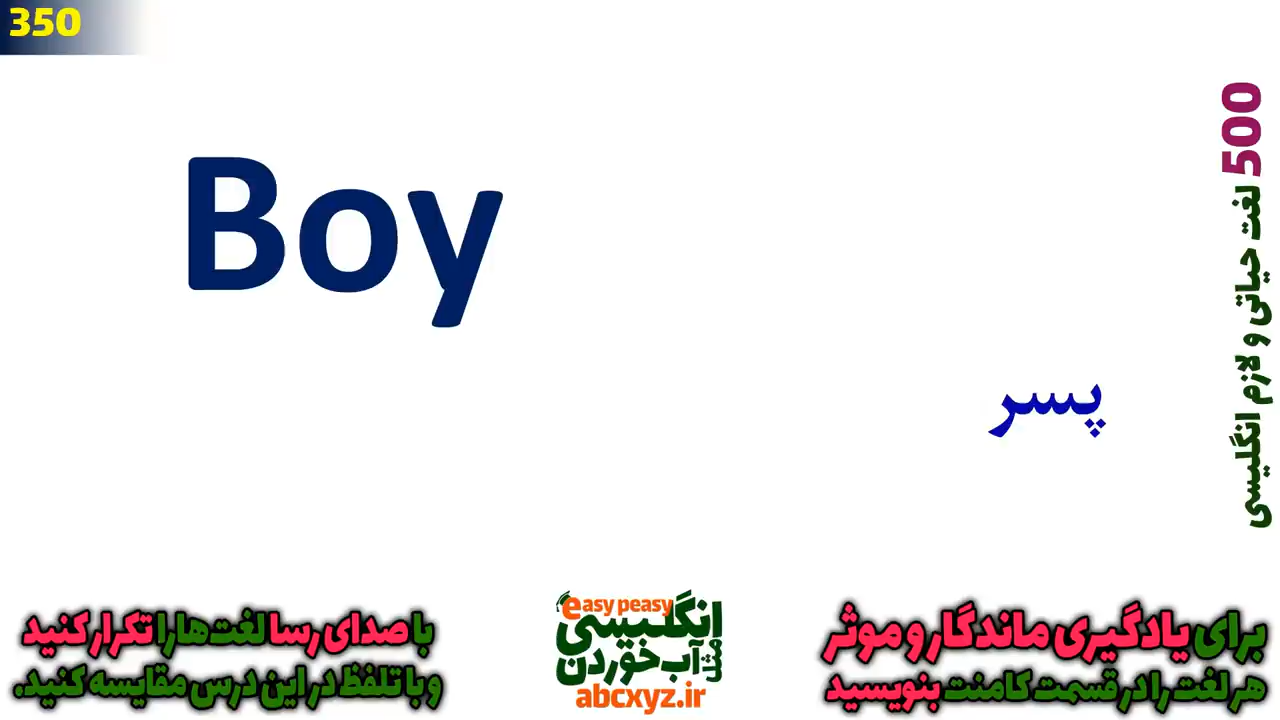 350
Boy
پسر
500 لغت حیاتی و لازم انگلیسی
با صدای رسا لغت‌ها را تکرار کنید
و با تلفظ در این درس مقایسه کنید.
easy peasy
انگلیسی
مثل آب خوردن
abcxyz.ir
برای یادگیری ماندگار و موثر
هر لغت را در قسمت کامنت بنویسید